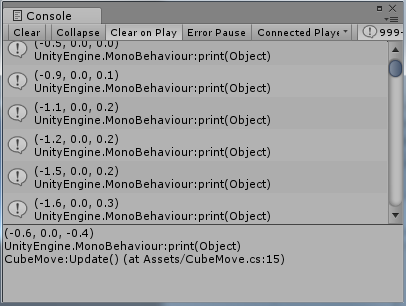 Console
Clear Collapse Clear on Play Error Pause Connected Playe 999
(-0.5, 0.0, 0.0)
UnityEngine.MonoBehaviour:print(Object)
(-0.9, 0.0, 0.1)
UnityEngine.MonoBehaviour:print(Object)
(-1.1, 0.0, 0.2)
UnityEngine.MonoBehaviour:print(Object)
(-1.2, 0.0, 0.2)
UnityEngine.MonoBehaviour:print(Object)
(-1.5, 0.0, 0.2)
UnityEngine.MonoBehaviour:print(Object)
(-1.6, 0.0, 0.3)
UnityEngine.MonoBehaviour:print(Object)
(-0.6, 0.0, -0.4)
UnityEngine.MonoBehaviour:print(Object)
CubeMove:Update() (at Assets/CubeMove.cs:15)